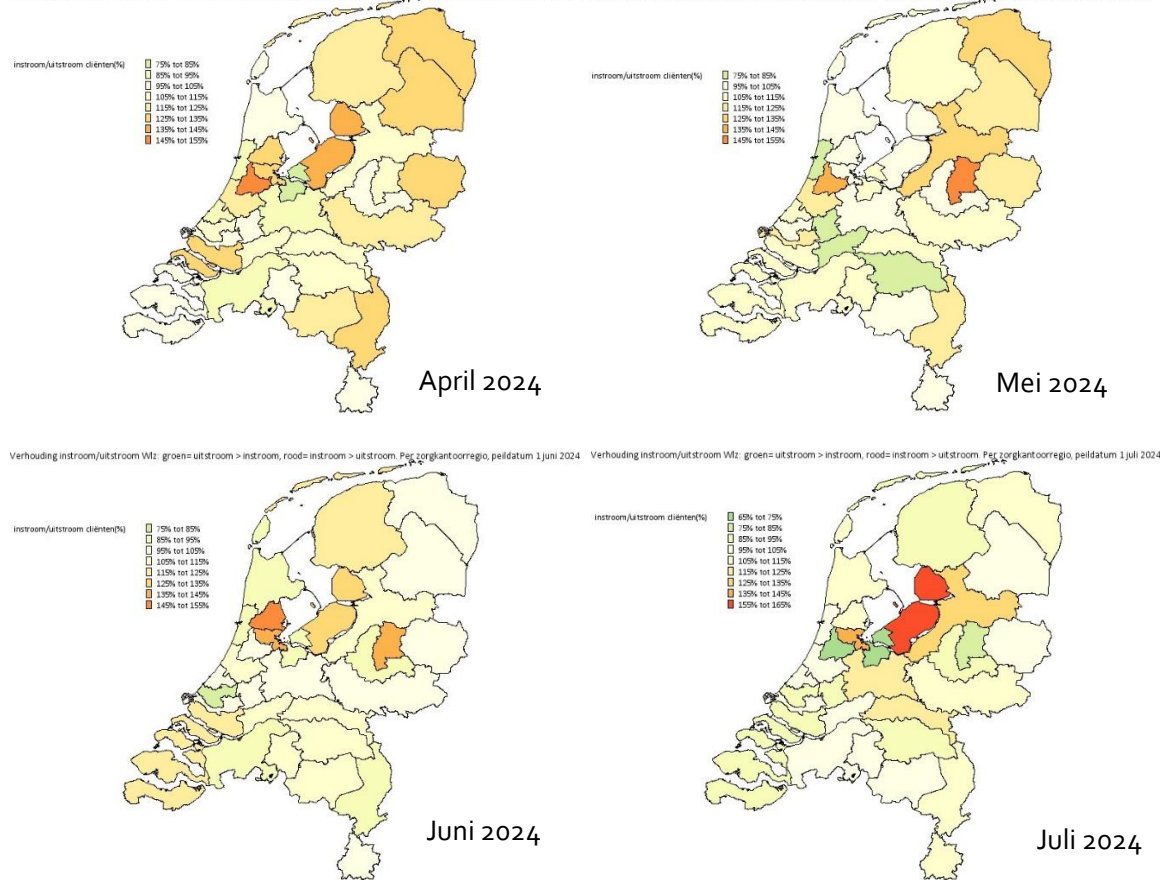 instroom/uitstroom cliënten(%)
75% tot 85%
85% tot 95%
95% tot 105%
105% tot 115%
115% tot 125%
125% tot 135%
135% tot 145%
145% tot 155%
April 2024
instroom/uitstroom cliënten(%)
75% tot 85%
95% tot 105%
105% tot 115%
115% tot 125%
125% tot 135%
135% tot 145%
145% tot 155%
Mei 2024
Verhouding instroom/uitstroom Wlz: groen= uitstroom > instroom, rood= instroom > uitstroom. Per zorgkantoorregio, peildatum 1 juni 2024
instroom/uitstroom cliënten(%)
75% tot 85%
85% tot 95%
95% tot 105%
105% tot 115%
115% tot 125%
125% tot 135%
135% tot 145%
145% tot 155%
Juni 2024
Verhouding instroom/uitstroom Wlz: groen= uitstroom > instroom, rood= instroom > uitstroom. Per zorgkantoorregio, peildatum 1 juli 2024
instroom/uitstroom cliënten(%)
65% tot 75%
75% tot 85%
85% tot 95%
95% tot 105%
105% tot 115%
115% tot 125%
125% tot 135%
135% tot 145%
155% tot 165%
Juli 2024